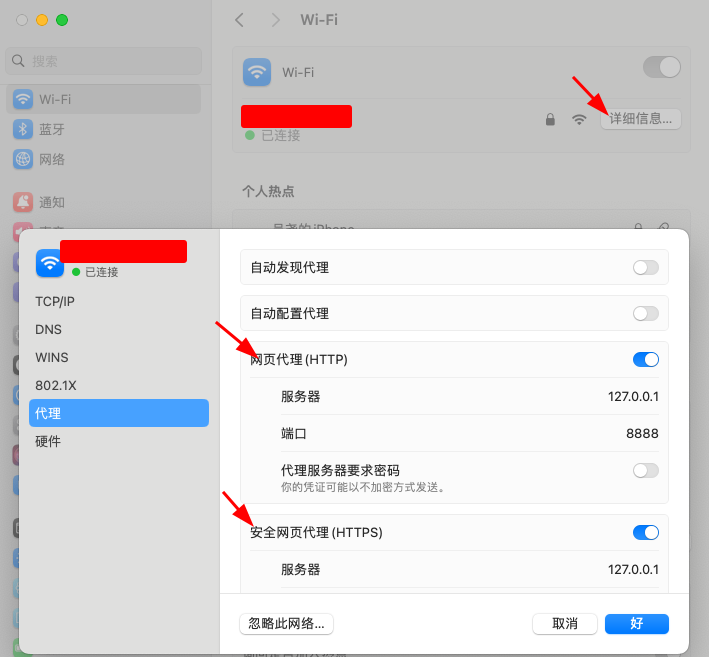 Wi-Fi
搜索
Wi-Fi
Wi-Fi
蓝牙
网络
通知
详细信息...
已连接
个人热点
已连接
TCP/IP
DNS
WINS
802.1X
代理
硬件
自动发现代理
自动配置代理
网页代理 (HTTP)
服务器
127.0.0.1
端口
8888
代理服务器要求密码
你的凭证可能以不加密方式发送。
安全网页代理 (HTTPS)
服务器
127.0.0.1
忽略此网络...
取消
好